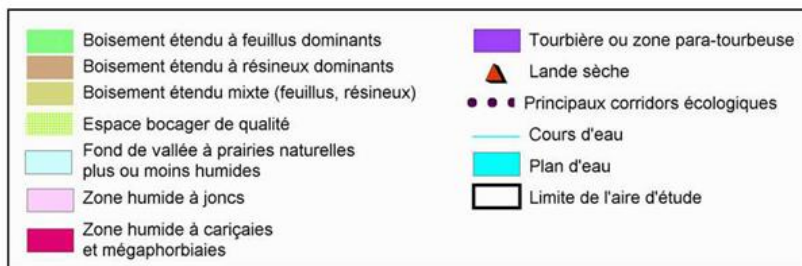 Boisement étendu à feuillus dominants
Boisement étendu à résineux dominants
Boisement étendu mixte (feuillus, résineux)
Espace bocager de qualité
Fond de vallée à prairies naturelles
plus ou moins humides
Zone humide à joncs
Zone humide à cariçaies
et mégaphorbiaies
Tourbière ou zone para-tourbeuse
Lande sèche
Principaux corridors écologiques
Cours d'eau
Plan d'eau
Limite de l'aire d'étude